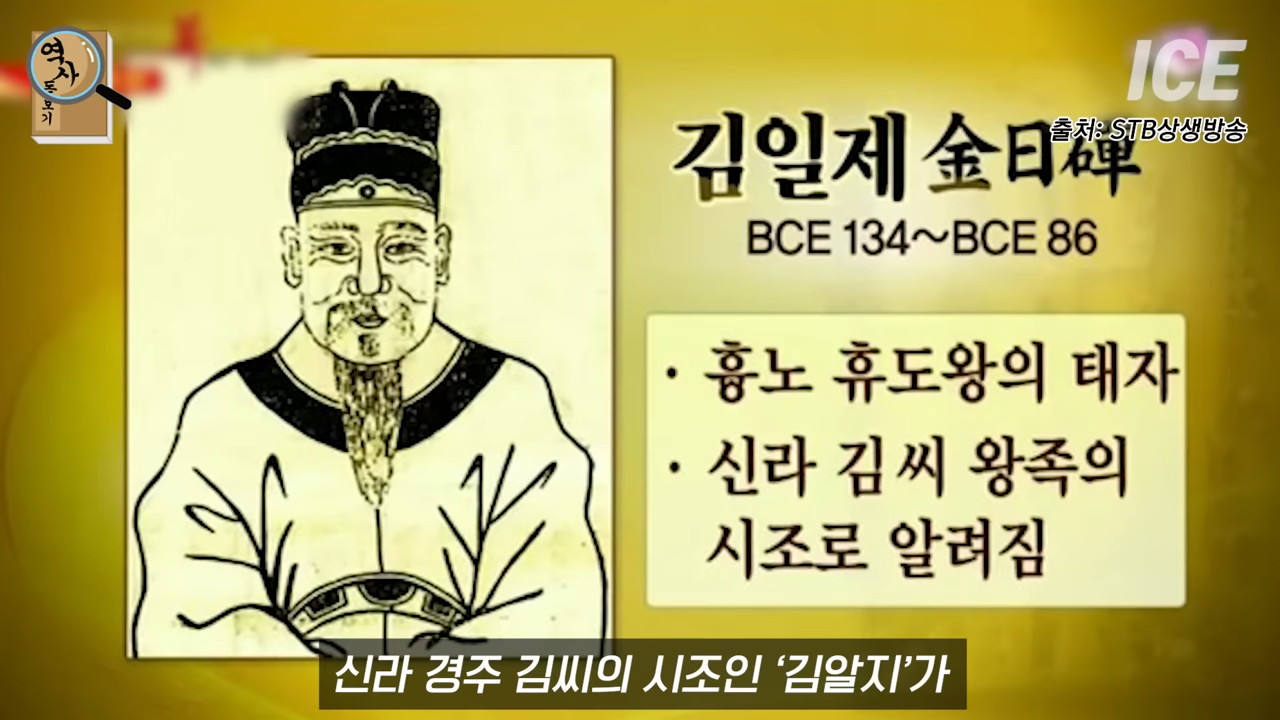 역사
돋보기
ICE
출처: STB상생방송
김일제 金日磾
BCE 134~BCE 86
· 흉노 휴도왕의 태자
· 신라 김씨 왕족의
시조로 알려짐
신라 경주 김씨의 시조인 ‘김알지’가